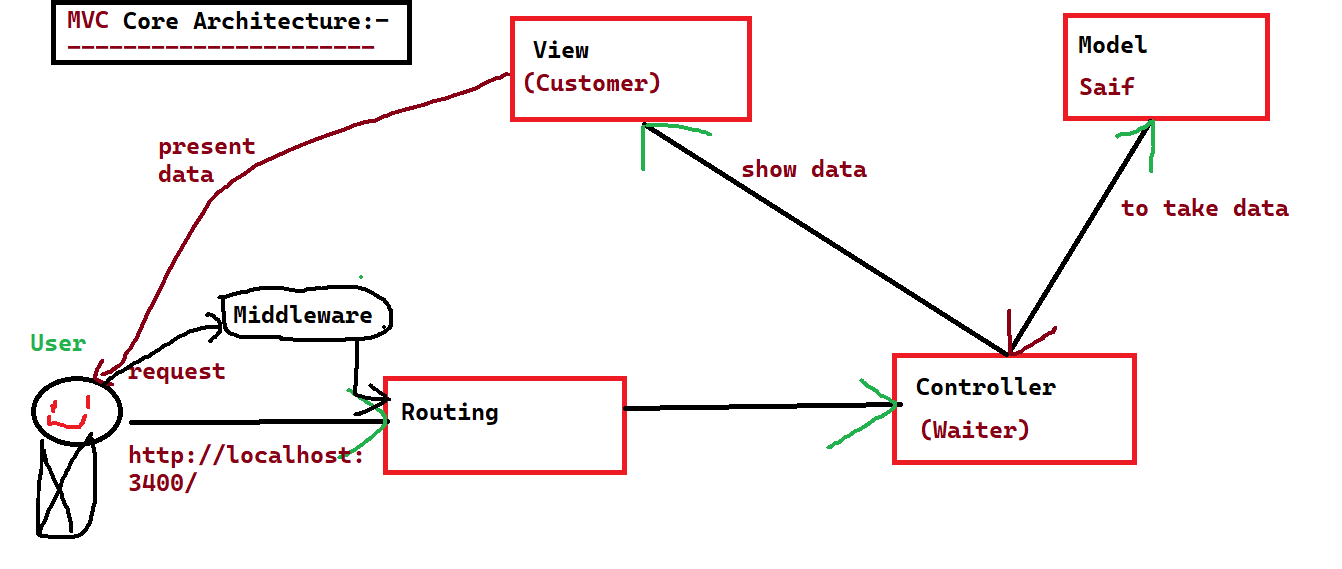 MVC Core Architecture:-
----------------------
View
(Customer)
Model
Saif
present
data
show data
to take data
Middleware
User
request
Routing
Controller
(Waiter)
http://localhost:
3400/